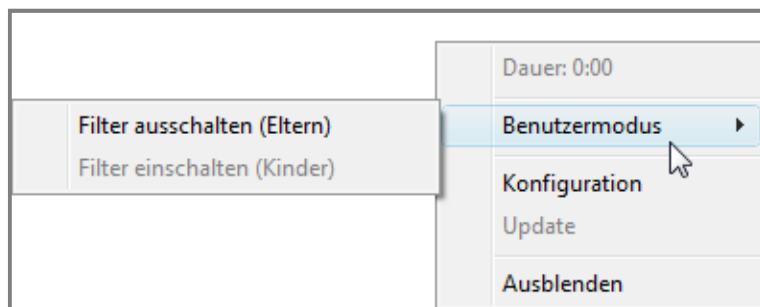 Dauer: 0:00
Benutzermodus
Filter ausschalten (Eltern)
Filter einschalten (Kinder)
Konfiguration
Update
Ausblenden